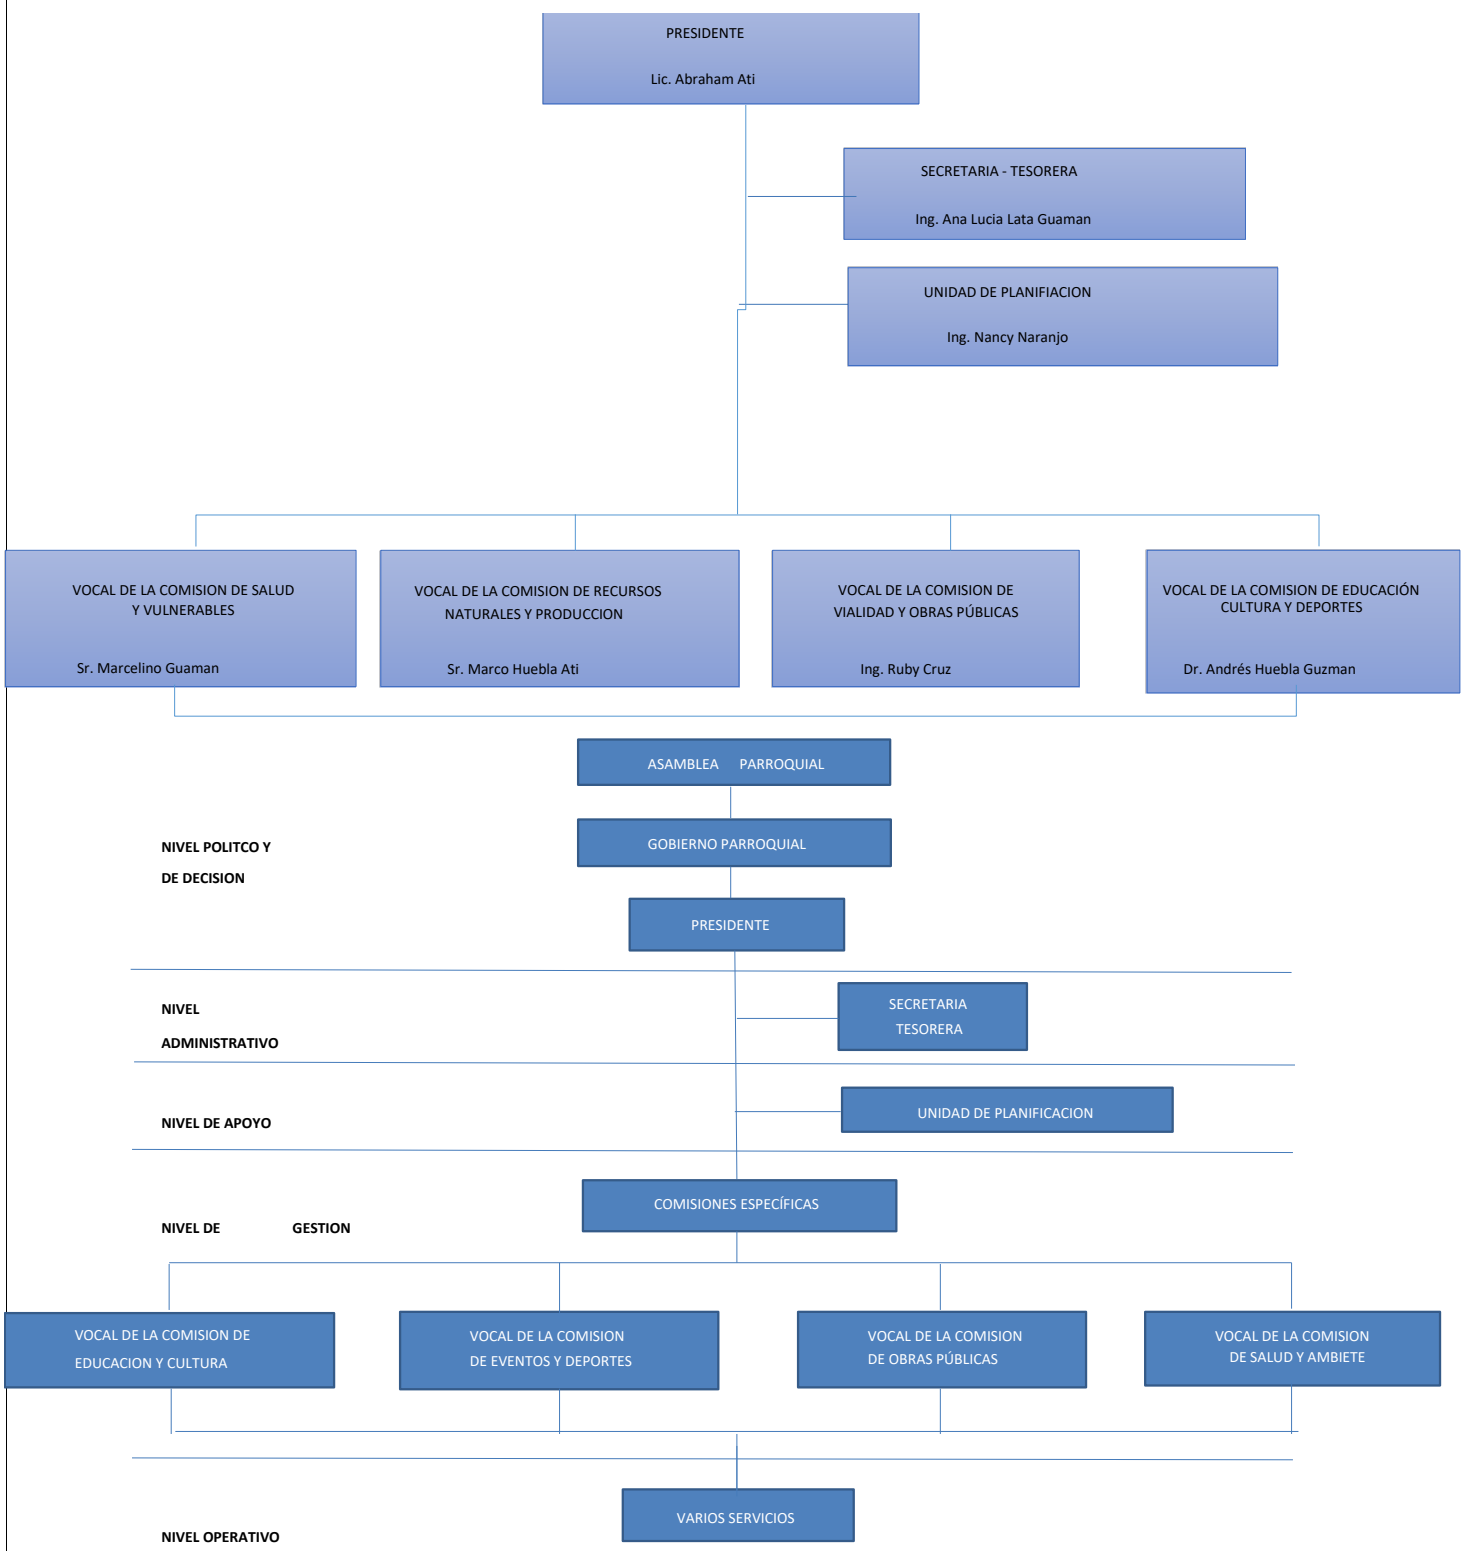 PRESIDENTE
Lic. Abraham Ati
SECRETARIA - TESORERA
Ing. Ana Lucia Lata Guaman
UNIDAD DE PLANIFIACION
Ing. Nancy Naranjo
VOCAL DE LA COMISION DE SALUD
Y VULNERABLES
Sr. Marcelino Guaman
VOCAL DE LA COMISION DE RECURSOS
NATURALES Y PRODUCCION
Sr. Marco Huebla Ati
VOCAL DE LA COMISION DE
VIALIDAD Y OBRAS PÚBLICAS
Ing. Ruby Cruz
VOCAL DE LA COMISION DE EDUCACIÓN
CULTURA Y DEPORTES
Dr. Andrés Huebla Guzman
ASAMBLEA PARROQUIAL
NIVEL POLITCO Y
DE DECISION
GOBIERNO PARROQUIAL
PRESIDENTE
NIVEL
ADMINISTRATIVO
SECRETARIA
TESORERA
NIVEL DE APOYO
UNIDAD DE PLANIFICACION
COMISIONES ESPECÍFICAS
NIVEL DE GESTION
VOCAL DE LA COMISION DE
EDUCACION Y CULTURA
VOCAL DE LA COMISION
DE EVENTOS Y DEPORTES
VOCAL DE LA COMISION
DE OBRAS PÚBLICAS
VOCAL DE LA COMISION
DE SALUD Y AMBIETE
VARIOS SERVICIOS
NIVEL OPERATIVO